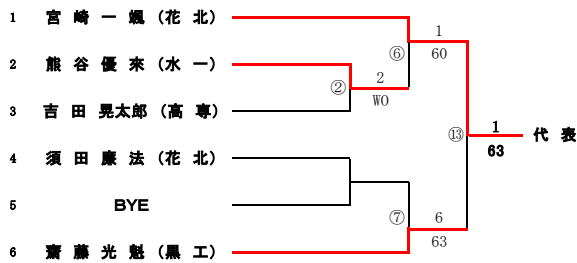 1 宮 崎 一 颯 (花 北)
⑥ 1
60
2 熊 谷 優 來 (水 一)
② 2
WO
3 吉 田 晃太郎 (高 専)
⑬ 1 代 表
63
4 須 田 廉 法 (花 北)
5 BYE
⑦ 6
63
6 齋 藤 光 魁 (黒 工)